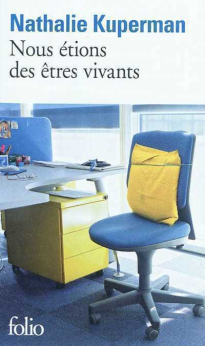 Nathalie Kuperman
Nous étions
des êtres vivants
folio